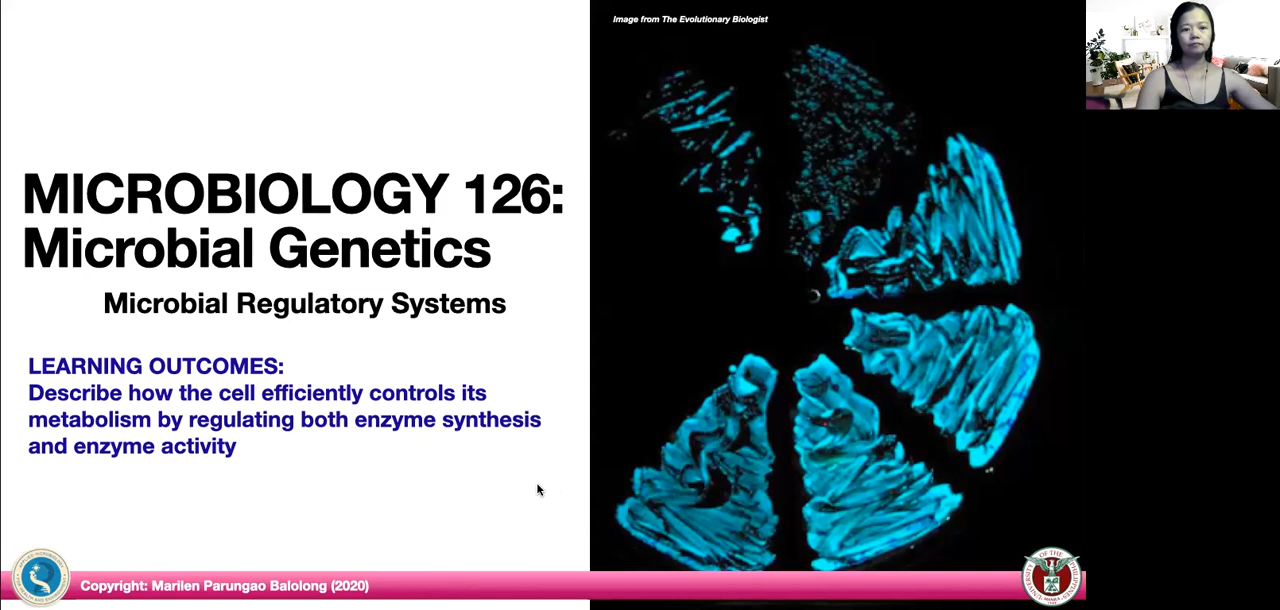 Image from The Evolutionary Biologist
MICROBIOLOGY 126:
Microbial Genetics
Microbial Regulatory Systems
LEARNING OUTCOMES:
Describe how the cell efficiently controls its
metabolism by regulating both enzyme synthesis
and enzyme activity
Copyright: Marilen Parungao Balolong (2020)